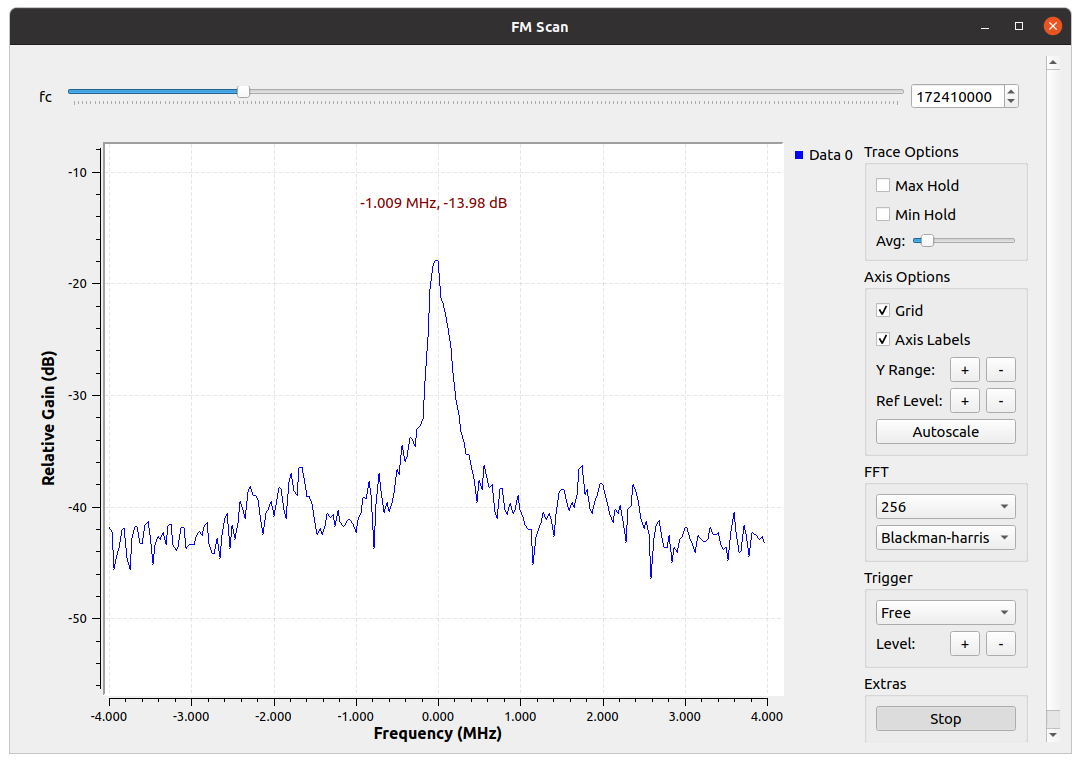 FM Scan
fc
172410000
Data 0
-10
-20
-30
-40
-50
Relative Gain (dB)
-1.009 MHz, -13.98 dB
-4.000 -3.000 -2.000 -1.000 0.000 1.000 2.000 3.000 4.000
Frequency (MHz)
Trace Options
Max Hold
Min Hold
Avg:
Axis Options
Grid
Axis Labels
Y Range: + -
Ref Level: + -
Autoscale
FFT
256
Blackman-harris
Trigger
Free
Level: + -
Extras
Stop